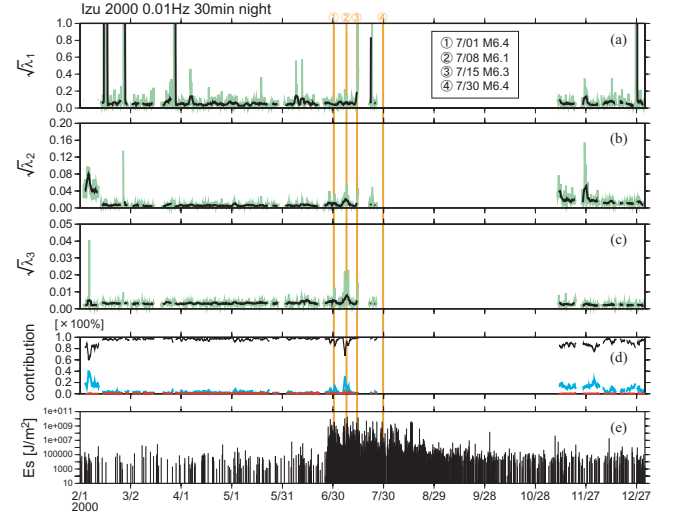 Izu 2000 0.01Hz 30min night
① ② ③ ④
√λ1
1.0
0.8
0.6
0.4
0.2
0.0
(a)
① 7/01 M6.4
② 7/08 M6.1
③ 7/15 M6.3
④ 7/30 M6.4
√λ2
0.20
0.16
0.12
0.08
0.04
0.00
(b)
√λ3
0.05
0.04
0.03
0.02
0.01
0.00
(c)
[×100%]
contribution
1.0
0.8
0.6
0.4
0.2
0.0
(d)
Es [J/m²]
1e+011
1e+009
1e+007
100000
1000
10
(e)
2/1 3/2 4/1 5/1 5/31 6/30 7/30 8/29 9/28 10/28 11/27 12/27
2000